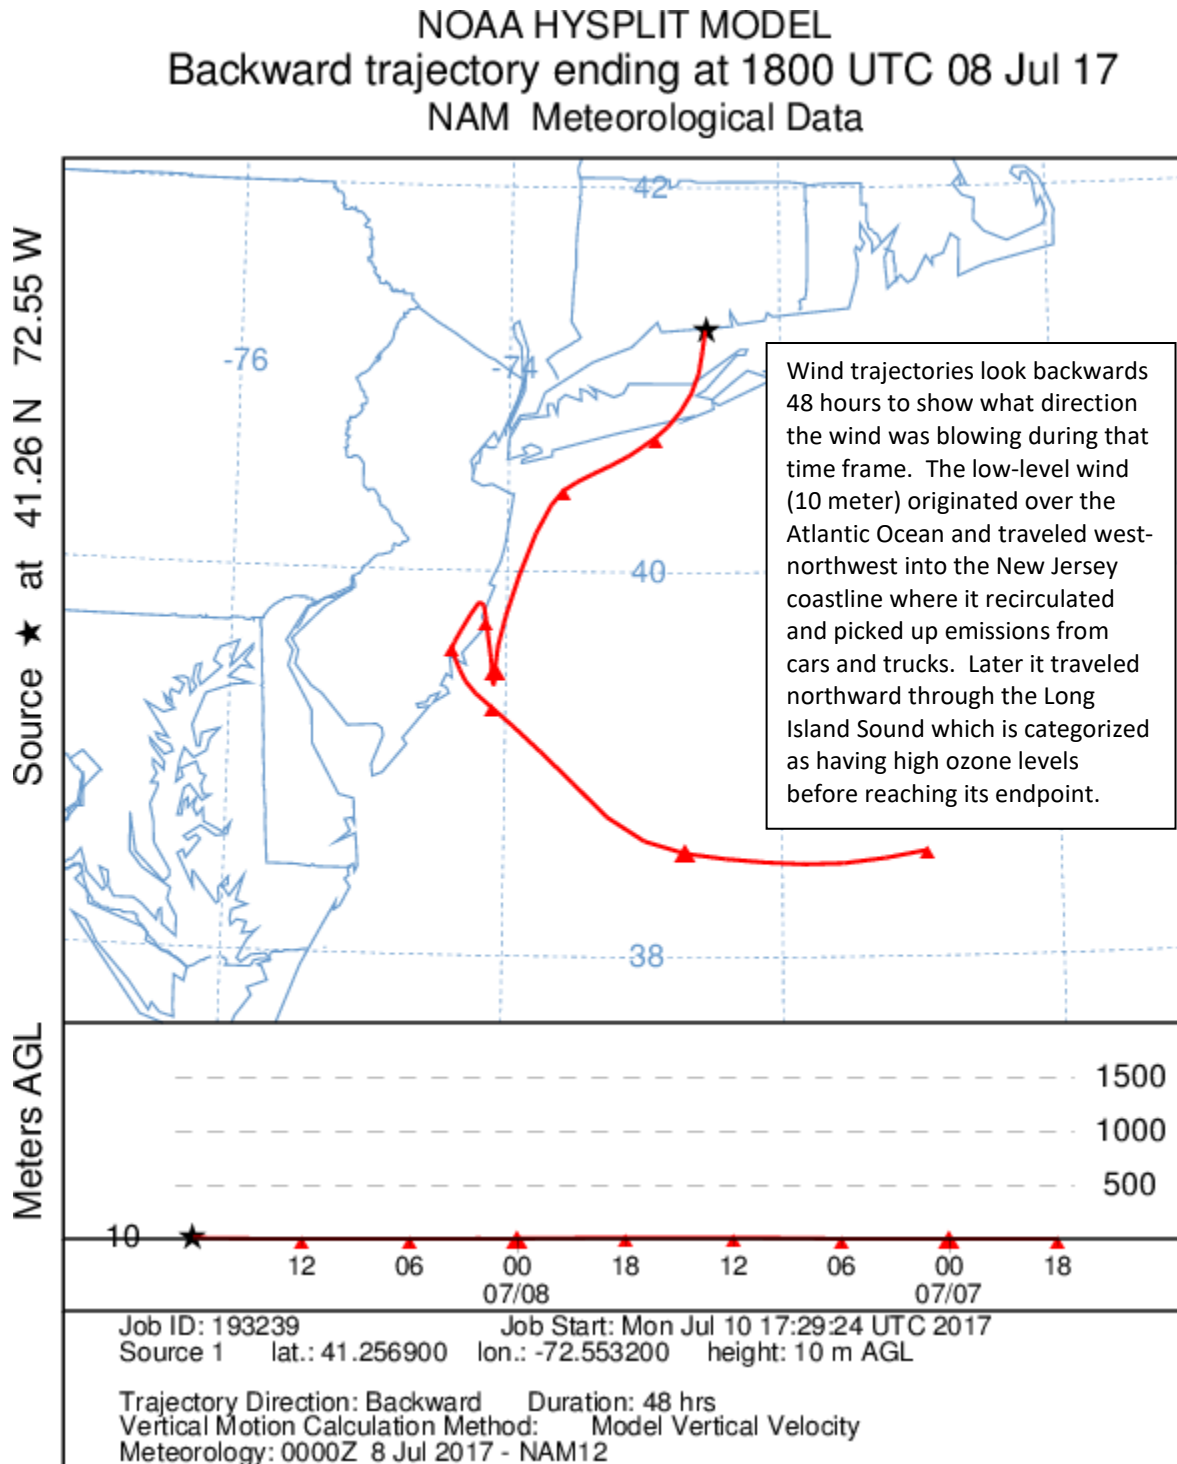 NOAA HYSPLIT MODEL
Backward trajectory ending at 1800 UTC 08 Jul 17
NAM Meteorological Data
Source ★ at 41.26 N 72.55 W
42
-76
-74
40
38
Wind trajectories look backwards
48 hours to show what direction
the wind was blowing during that
time frame. The low-level wind
(10 meter) originated over the
Atlantic Ocean and traveled west-
northwest into the New Jersey
coastline where it recirculated
and picked up emissions from
cars and trucks. Later it traveled
northward through the Long
Island Sound which is categorized
as having high ozone levels
before reaching its endpoint.
Meters AGL
1500
1000
500
10
12 06 00 18 12 06 00 18
07/08 07/07
Job ID: 193239 Job Start: Mon Jul 10 17:29:24 UTC 2017
Source 1 lat.: 41.256900 lon.: -72.553200 height: 10 m AGL
Trajectory Direction: Backward Duration: 48 hrs
Vertical Motion Calculation Method: Model Vertical Velocity
Meteorology: 0000Z 8 Jul 2017 - NAM12